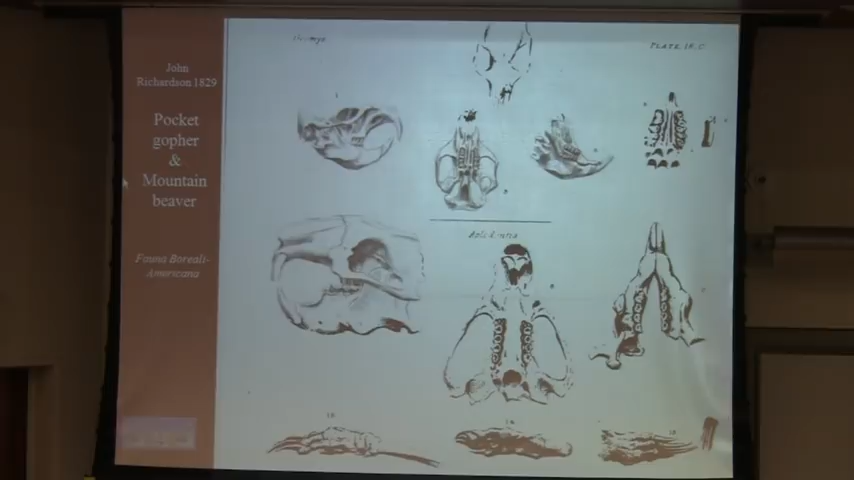 John
Richardson 1829
Pocket
gopher
&
Mountain
beaver
Fauna Boreali-
Americana
PLATE 18.C